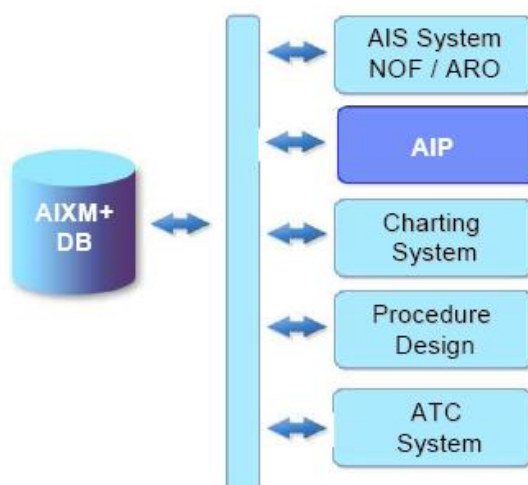 AIS System
NOF / ARO
AIP
AIXM+
DB
Charting
System
Procedure
Design
ATC
System